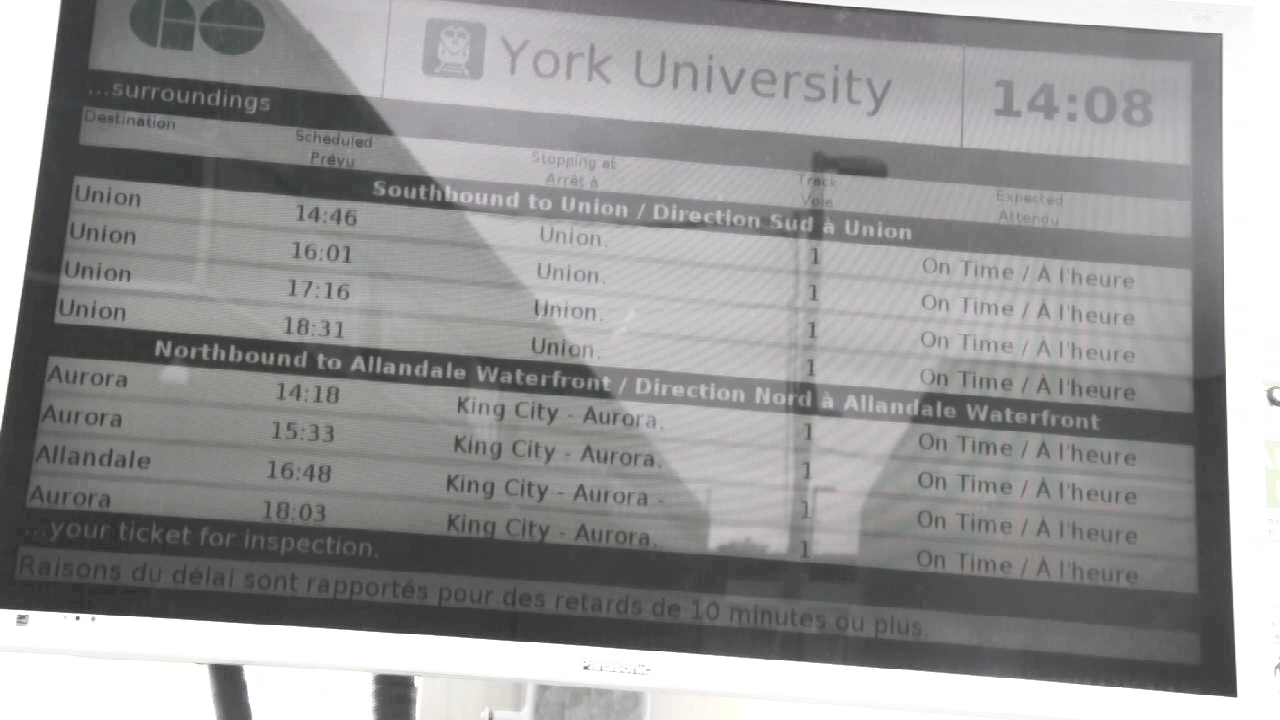 GO York University 14:08
...surroundings
Destination Scheduled Stopping at Track Expected
Prévu Arrêt à Voie Attendu
Southbound to Union / Direction Sud à Union
Union 14:46 Union. 1 On Time / À l'heure
Union 16:01 Union. 1 On Time / À l'heure
Union 17:16 Union. 1 On Time / À l'heure
Union 18:31 Union. 1 On Time / À l'heure
Northbound to Allandale Waterfront / Direction Nord à Allandale Waterfront
Aurora 14:18 King City - Aurora. 1 On Time / À l'heure
Aurora 15:33 King City - Aurora. 1 On Time / À l'heure
Allandale 16:48 King City - Aurora - 1 On Time / À l'heure
Aurora 18:03 King City - Aurora. 1 On Time / À l'heure
...your ticket for inspection.
Raisons du délai sont rapportés pour des retards de 10 minutes ou plus.
Panasonic